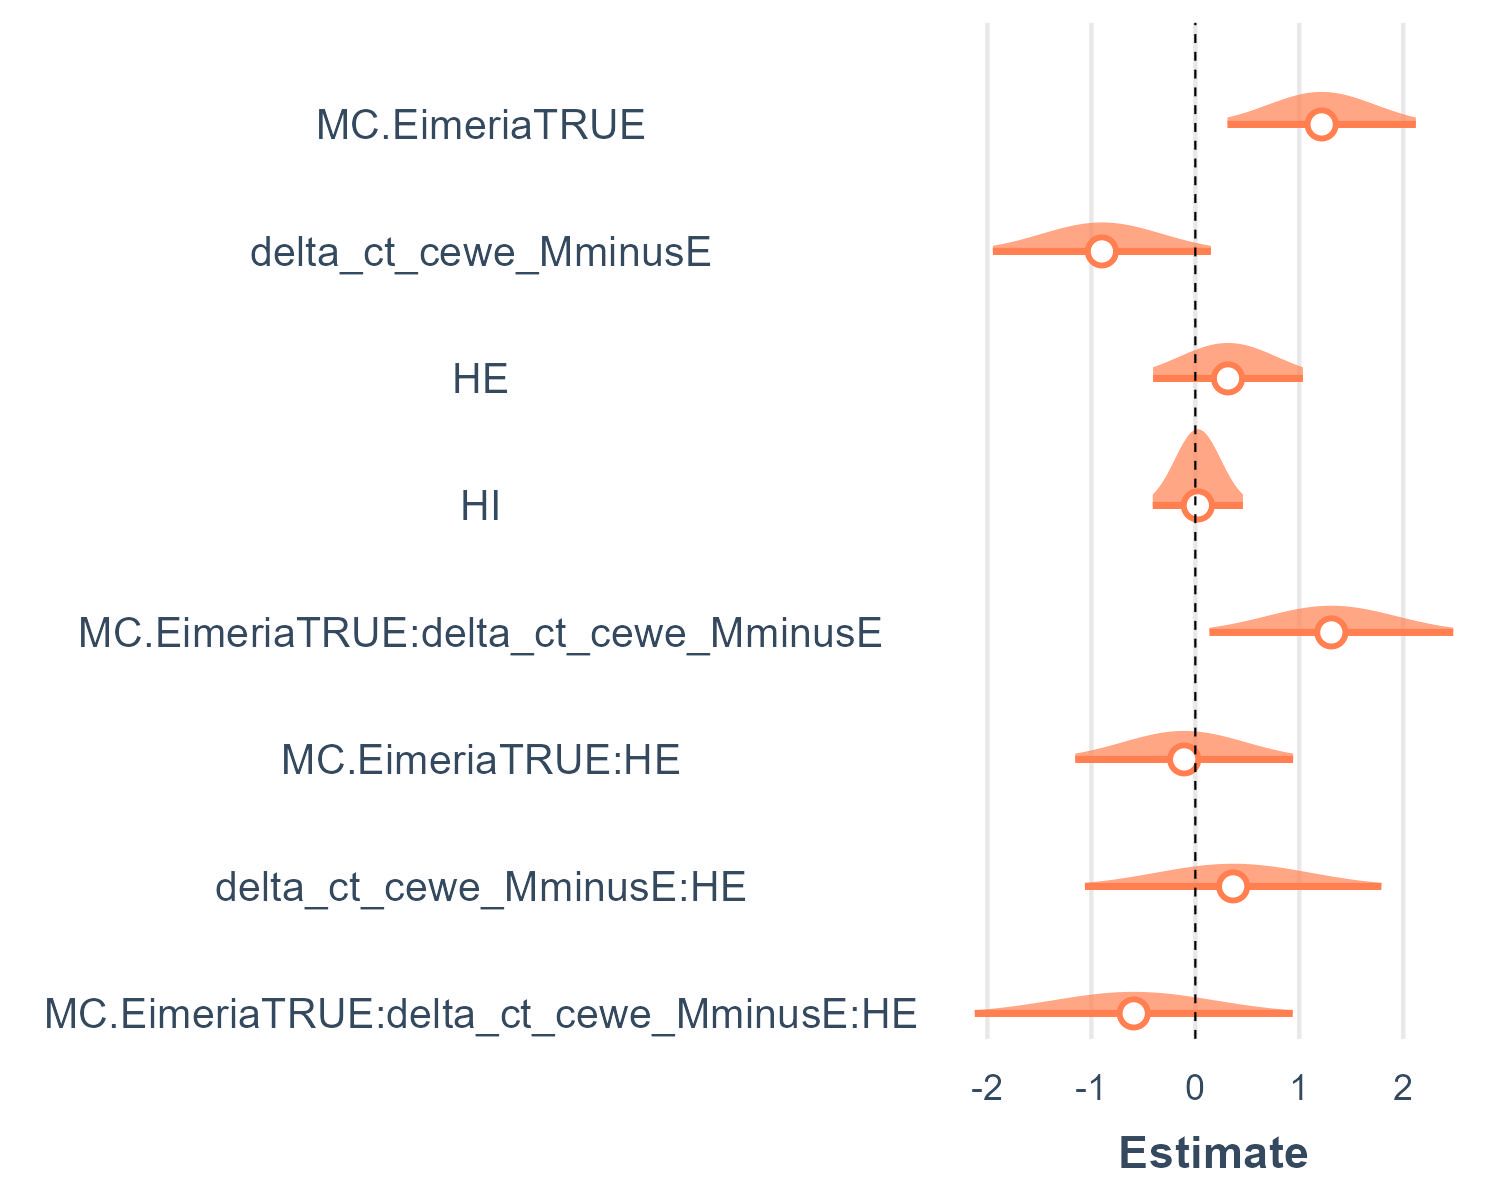 MC.EimeriaTRUE
delta_ct_cewe_MminusE
HE
HI
MC.EimeriaTRUE:delta_ct_cewe_MminusE
MC.EimeriaTRUE:HE
delta_ct_cewe_MminusE:HE
MC.EimeriaTRUE:delta_ct_cewe_MminusE:HE
-2 -1 0 1 2
Estimate